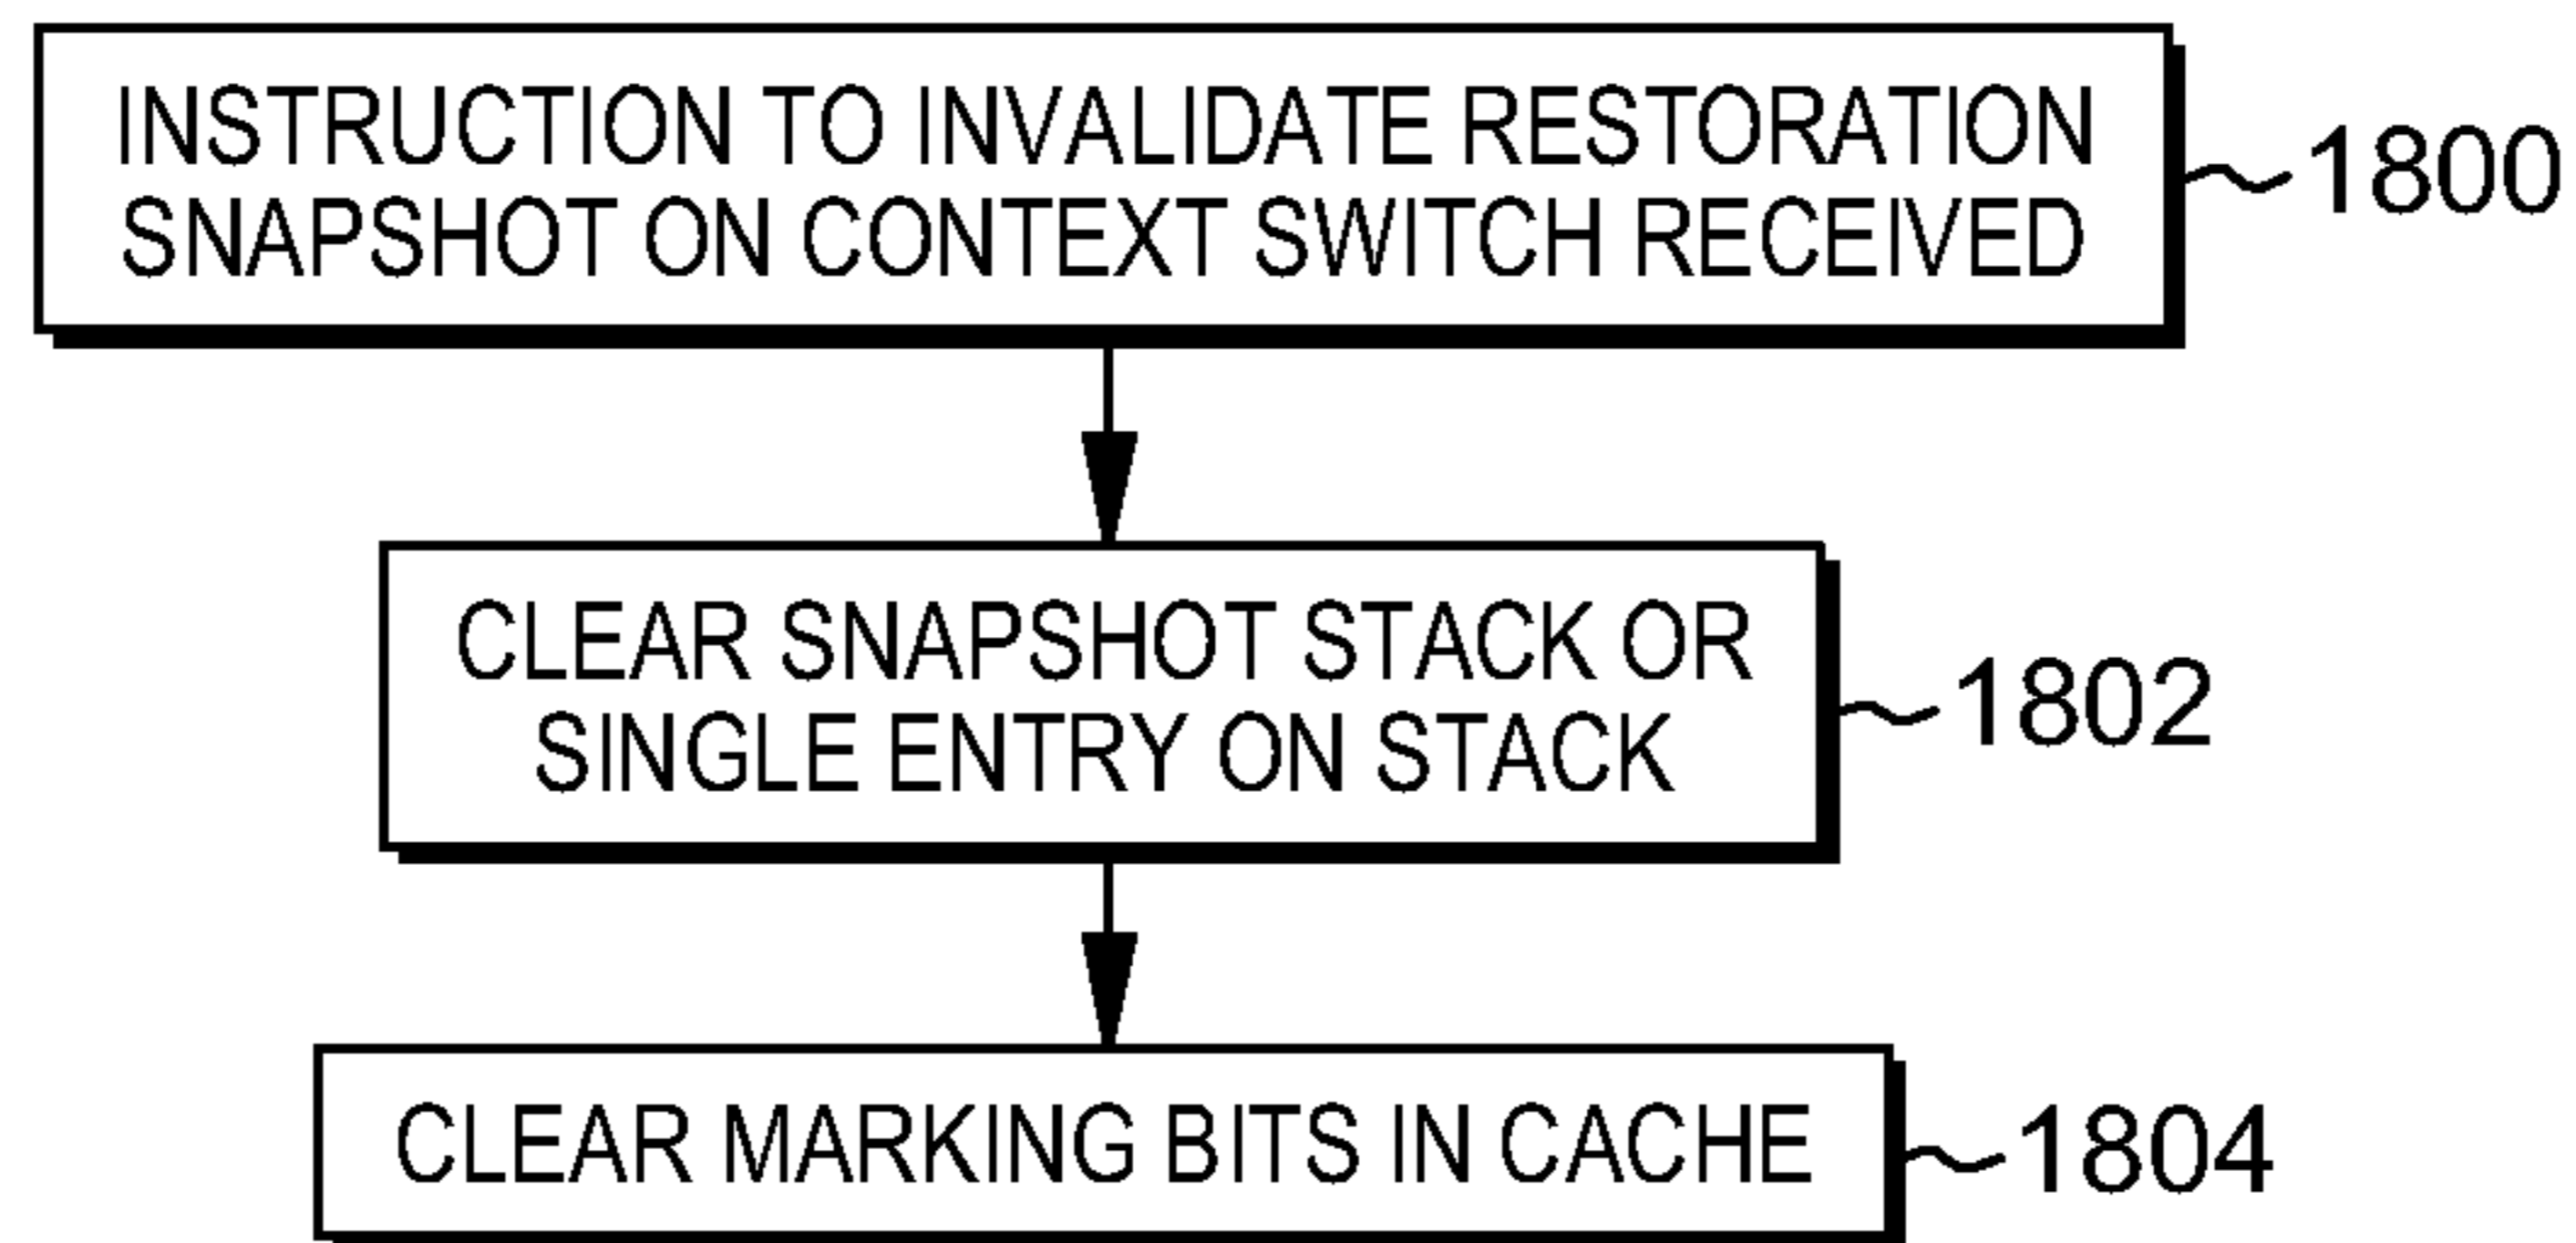 INSTRUCTION TO INVALIDATE RESTORATION
SNAPSHOT ON CONTEXT SWITCH RECEIVED
1800
CLEAR SNAPSHOT STACK OR
SINGLE ENTRY ON STACK
1802
CLEAR MARKING BITS IN CACHE
1804